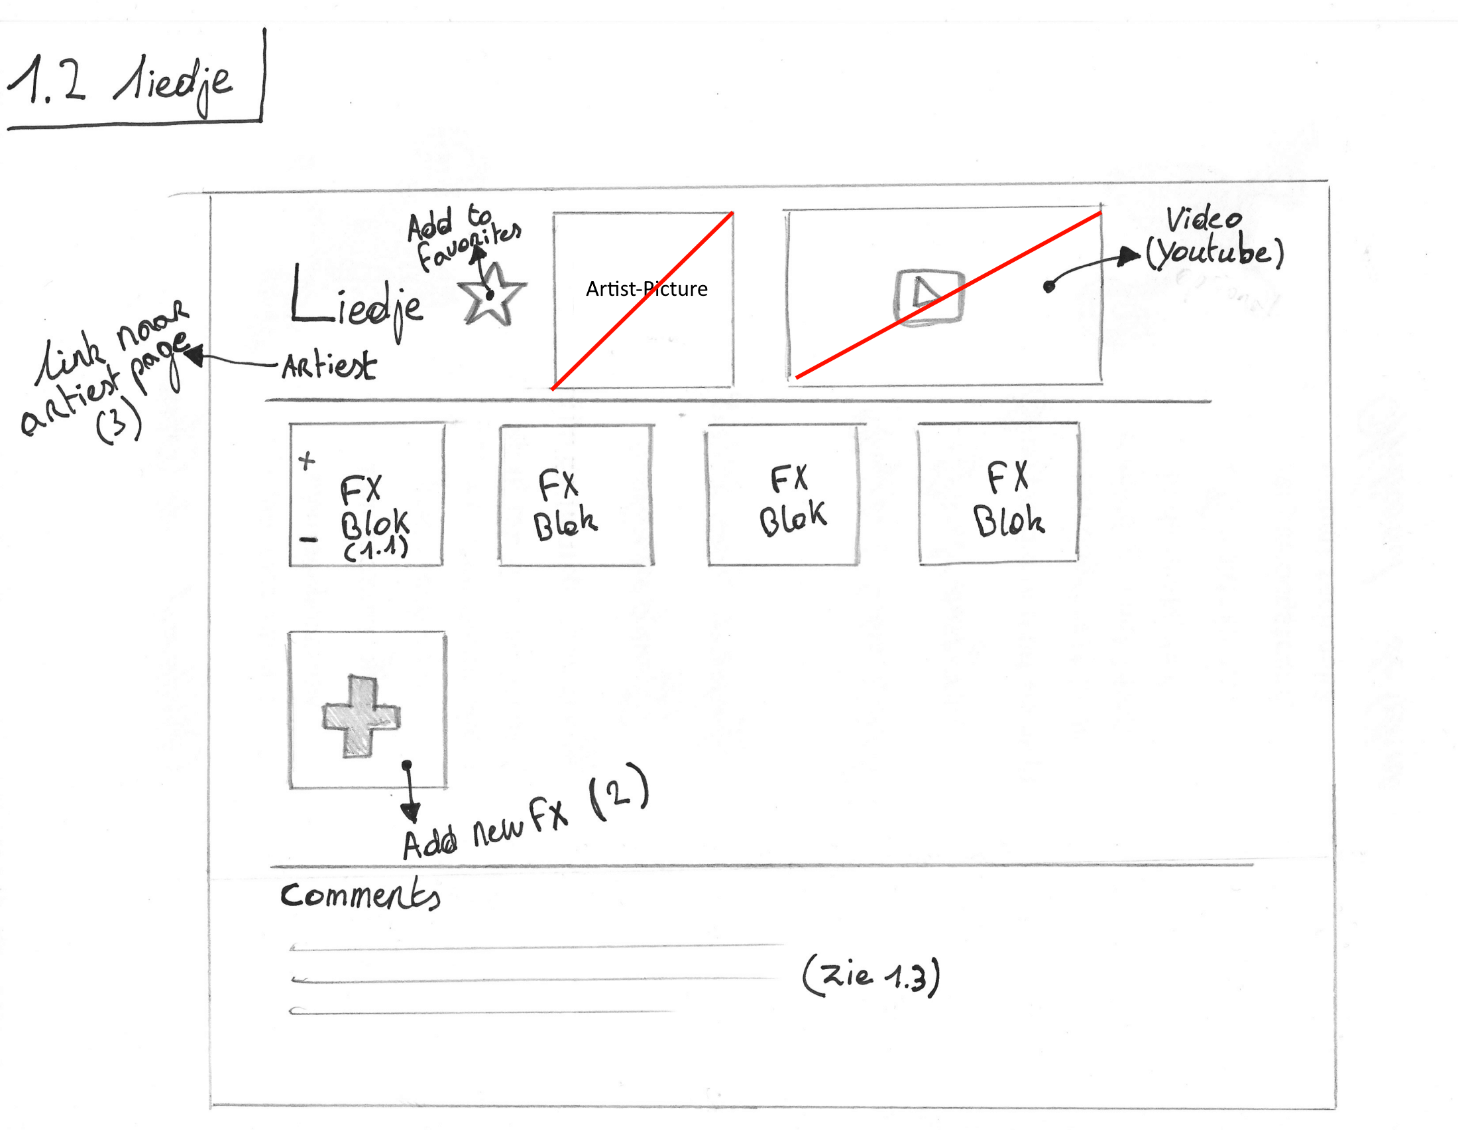 1.2 liedje
Add to
favorites
Liedje
Artiest
link naar
artiest page
(3)
Artist-Picture
Video
(Youtube)
+
-
FX
Blok
(1.1)
FX
Blok
FX
Blok
FX
Blok
Add new FX (2)
Comments
(zie 1.3)